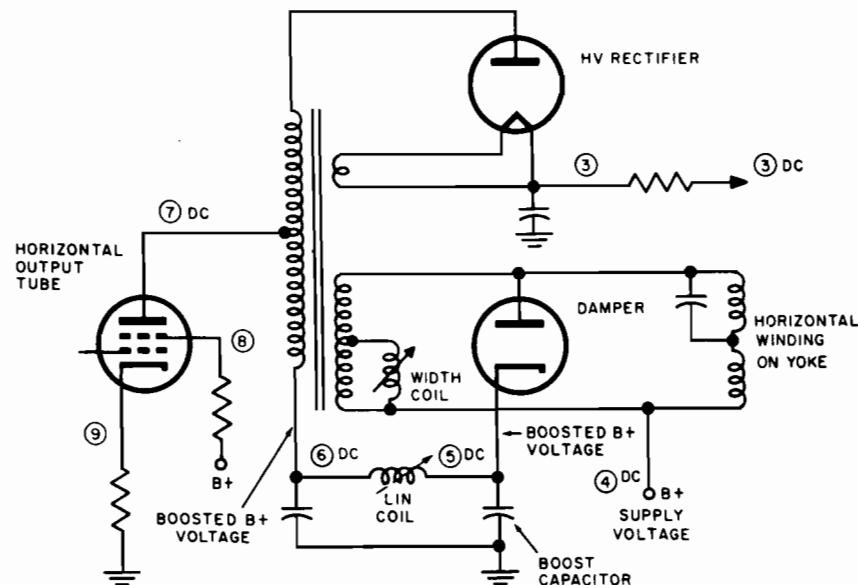 HV RECTIFIER
③
③ DC
⑦ DC
HORIZONTAL
OUTPUT
TUBE
⑧
DAMPER
HORIZONTAL
WINDING
ON YOKE
WIDTH
COIL
⑨
B+
BOOSTED B+
VOLTAGE
⑥ DC
⑤ DC
LIN
COIL
BOOSTED B+
VOLTAGE
④ DC
B+
SUPPLY
VOLTAGE
BOOST
CAPACITOR